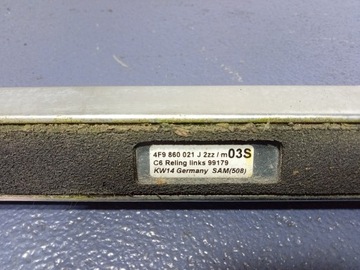 4F9 860 021 J 2zz / m03S
C6 Reling links 99179
KW14 Germany SAM(508)